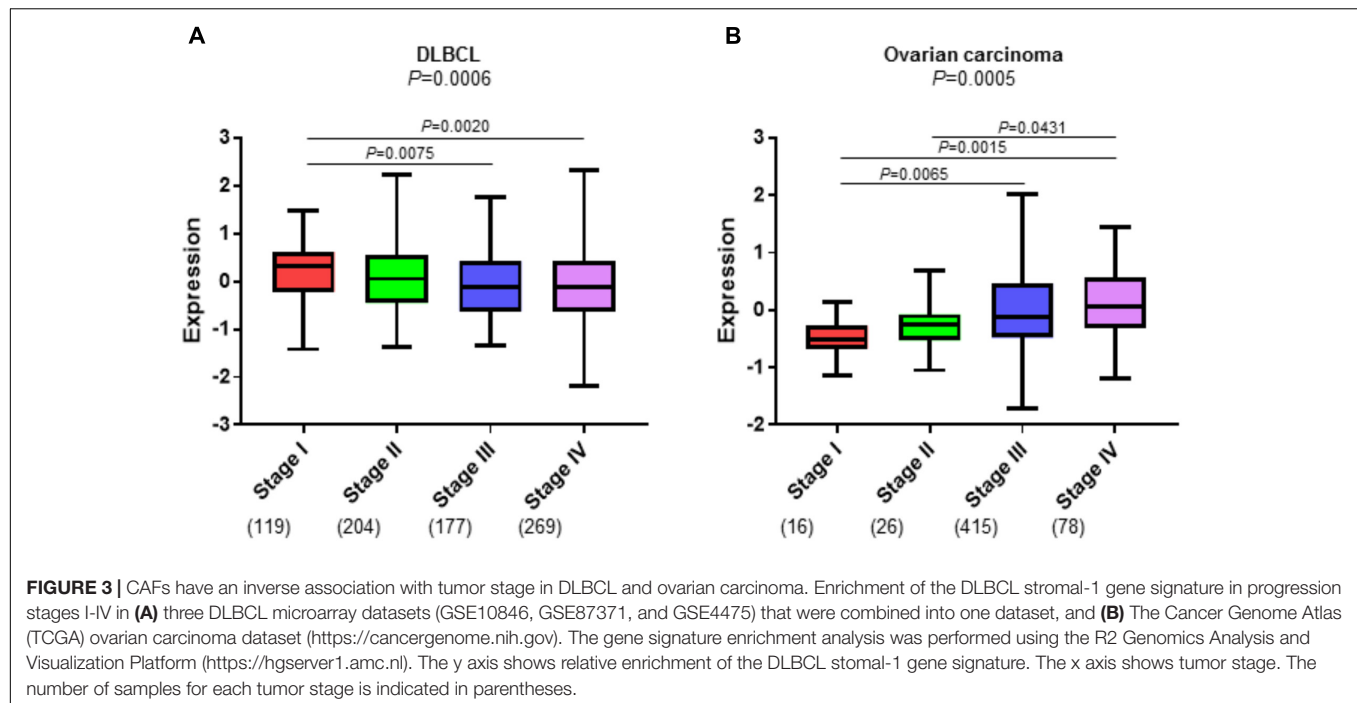 A
DLBCL
P=0.0006
P=0.0020
P=0.0075
3
2
1
0
-1
-2
-3
Expression
Stage I
Stage II
Stage III
Stage IV
(119)
(204)
(177)
(269)
B
Ovarian carcinoma
P=0.0005
P=0.0431
P=0.0015
P=0.0065
3
2
1
0
-1
-2
Expression
Stage I
Stage II
Stage III
Stage IV
(16)
(26)
(415)
(78)
FIGURE 3 | CAFs have an inverse association with tumor stage in DLBCL and ovarian carcinoma. Enrichment of the DLBCL stromal-1 gene signature in progression
stages I-IV in (A) three DLBCL microarray datasets (GSE10846, GSE87371, and GSE4475) that were combined into one dataset, and (B) The Cancer Genome Atlas
(TCGA) ovarian carcinoma dataset (https://cancergenome.nih.gov). The gene signature enrichment analysis was performed using the R2 Genomics Analysis and
Visualization Platform (https://hgserver1.amc.nl). The y axis shows relative enrichment of the DLBCL stomal-1 gene signature. The x axis shows tumor stage. The
number of samples for each tumor stage is indicated in parentheses.